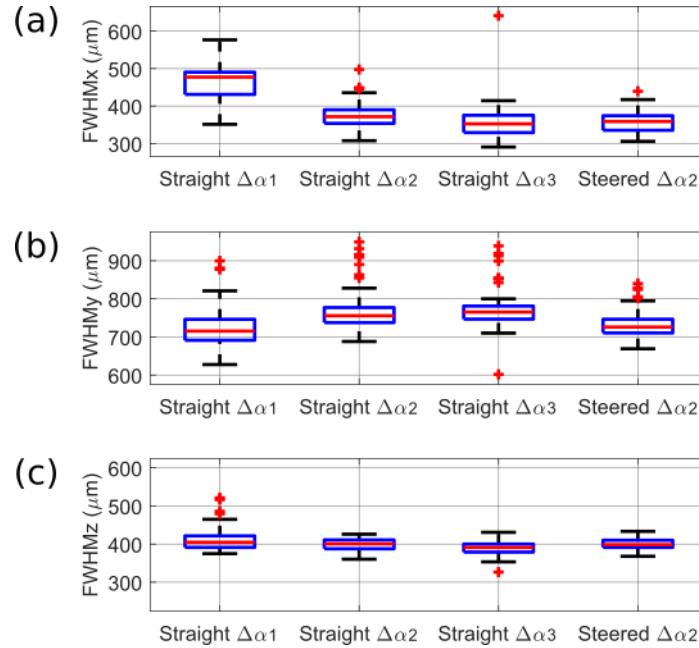 (a)
FWHMx (μm)
600
500
400
300
Straight Δα1 Straight Δα2 Straight Δα3 Steered Δα2
(b)
FWHMy (μm)
900
800
700
600
Straight Δα1 Straight Δα2 Straight Δα3 Steered Δα2
(c)
FWHMz (μm)
600
500
400
300
Straight Δα1 Straight Δα2 Straight Δα3 Steered Δα2